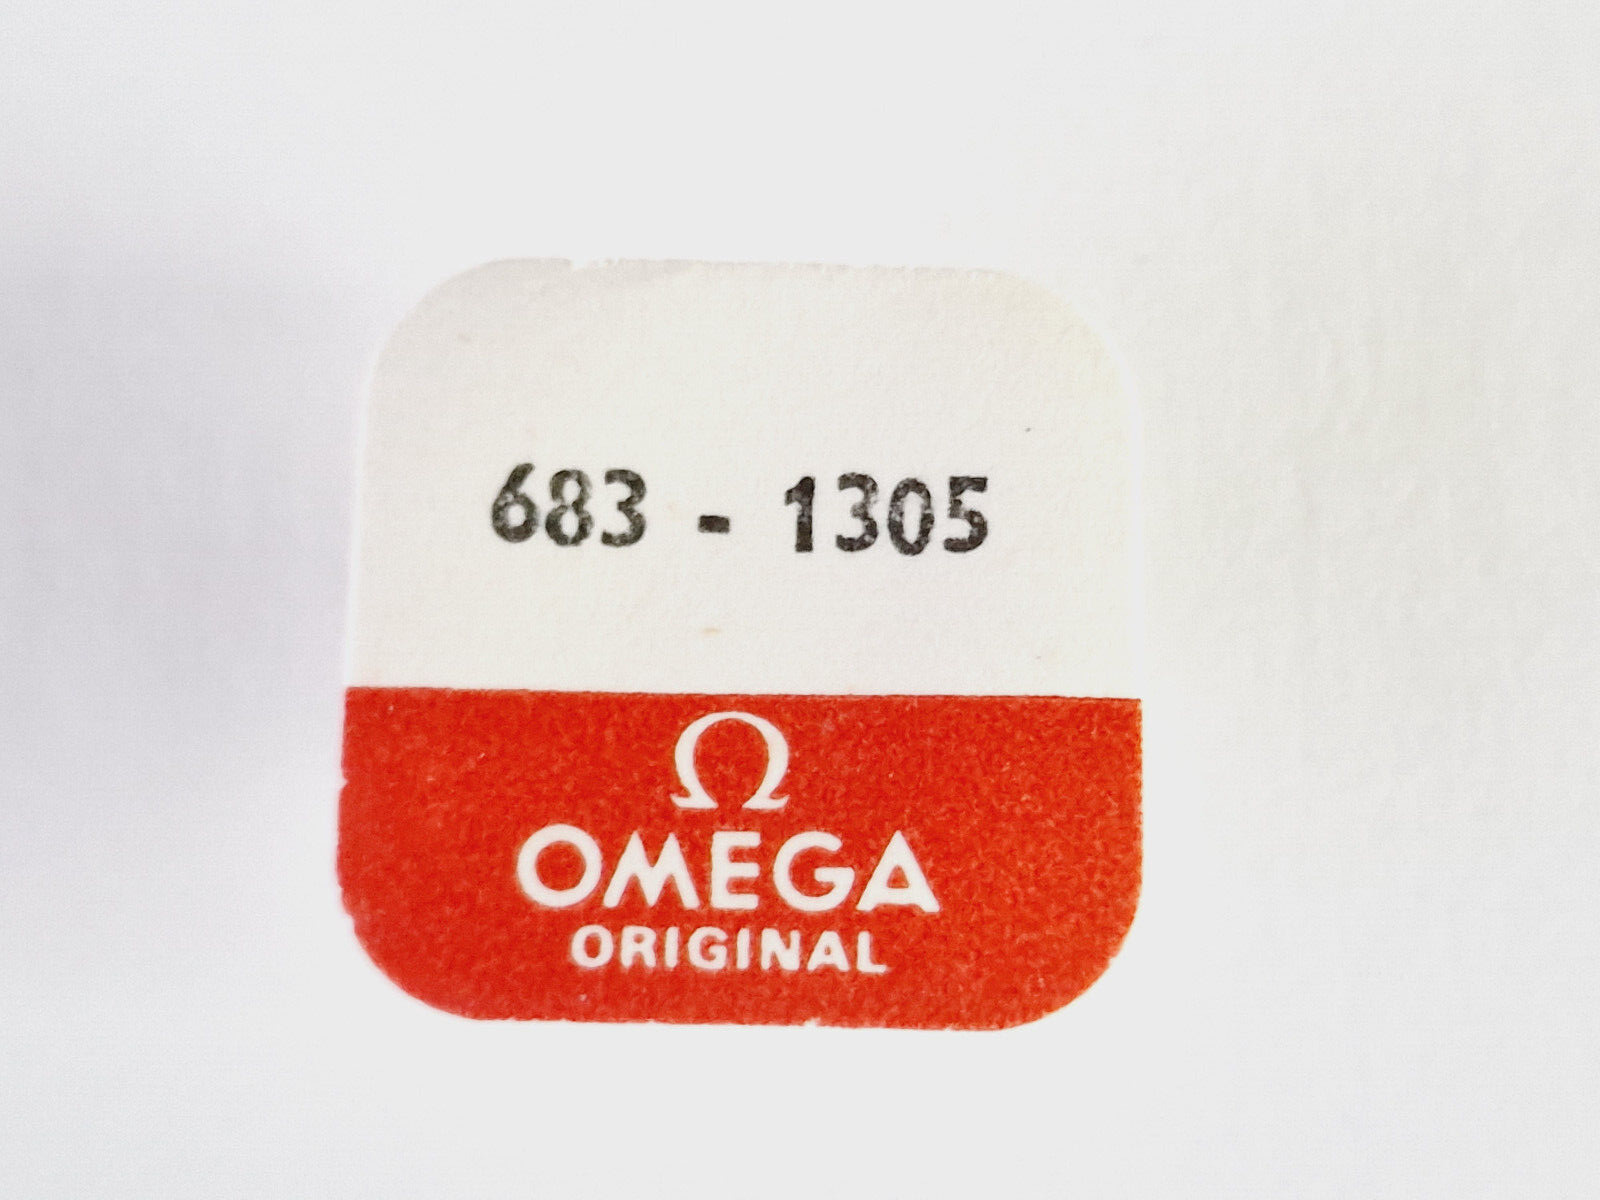 683 - 1305
Ω
OMEGA
ORIGINAL